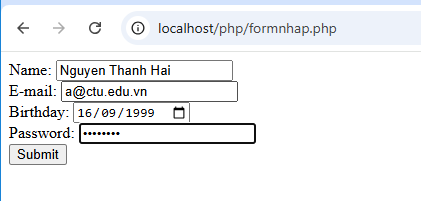 localhost/php/formnhap.php
Name: Nguyen Thanh Hai
E-mail: a@ctu.edu.vn
Birthday: 16/09/1999
Password: ••••••••
Submit